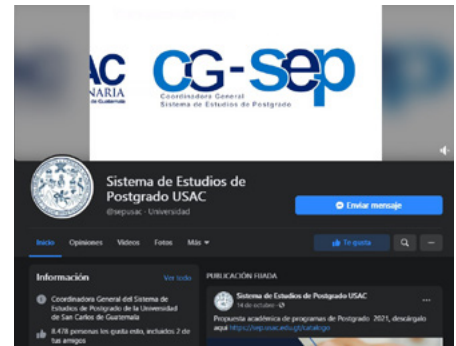 AC
NARIA
de Guatemala
CG-sep
Coordinadora General
Sistema de Estudios de Postgrado
Sistema de Estudios de
Postgrado USAC
@sepusac · Universidad
Enviar mensaje
Inicio Opiniones Videos Fotos Más
Te gusta
Información Ver todo
Coordinadora General del Sistema de
Estudios de Postgrado de la Universidad
de San Carlos de Guatemala
8.478 personas les gusta esto, incluidos 2 de
tus amigos
PUBLICACIÓN FIJADA
Sistema de Estudios de Postgrado USAC
14 de octubre ·
Propuesta académica de programas de Postgrado 2021, descárgalo
aquí https://sep.usac.edu.gt/catalogo